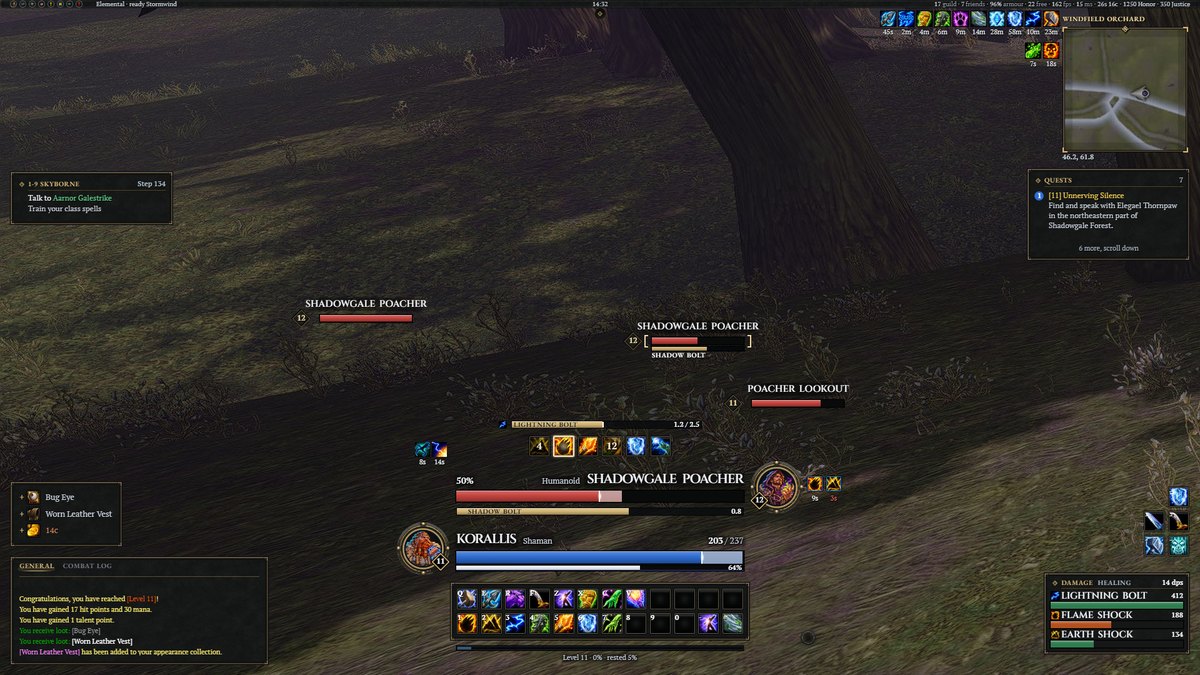 Elemental · ready Stormwind
14:32
17 guild · 7 friends · 96% armour · 22 free · 162 fps · 15 ms · 26s 16c · 1250 Honor · 350 Justice
45s 2m 4m 6m 9m 14m 28m 58m 10m 23m
7s 18s
WINDFIELD ORCHARD
46.2, 61.8
1-9 SKYBORNE Step 134
Talk to Aarnor Galestrike
Train your class spells
QUESTS 7
1 [11] Unnerving Silence
Find and speak with Elegael Thornpaw
in the northeastern part of
Shadowgale Forest.
6 more, scroll down
SHADOWGALE POACHER
12
SHADOWGALE POACHER
12
SHADOW BOLT
POACHER LOOKOUT
11
LIGHTNING BOLT 1.2 / 2.5
4 12
8s 14s
50% Humanoid SHADOWGALE POACHER
12
9s 3s
SHADOW BOLT 0.8
KORALLIS Shaman 203 / 237
11
64%
+ Bug Eye
+ Worn Leather Vest
+ 14c
GENERAL COMBAT LOG
Congratulations, you have reached [Level 11]!
You have gained 17 hit points and 30 mana.
You have gained 1 talent point.
You receive loot: [Bug Eye]
You receive loot: [Worn Leather Vest]
[Worn Leather Vest] has been added to your appearance collection.
8 9 0
Level 11 · 0% · rested 5%
DAMAGE HEALING 14 dps
LIGHTNING BOLT 412
FLAME SHOCK 188
EARTH SHOCK 134